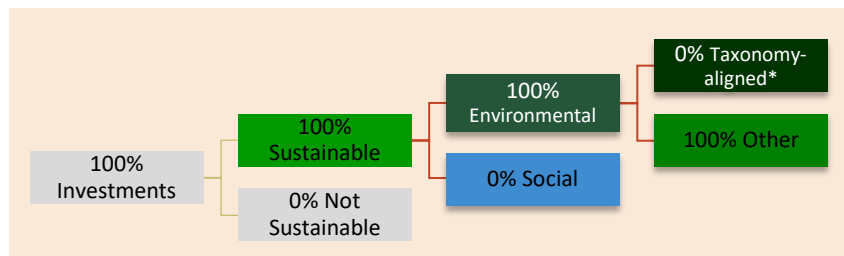 100%
Investments
100%
Sustainable
0% Not
Sustainable
100%
Environmental
0% Social
0% Taxonomy-
aligned*
100% Other